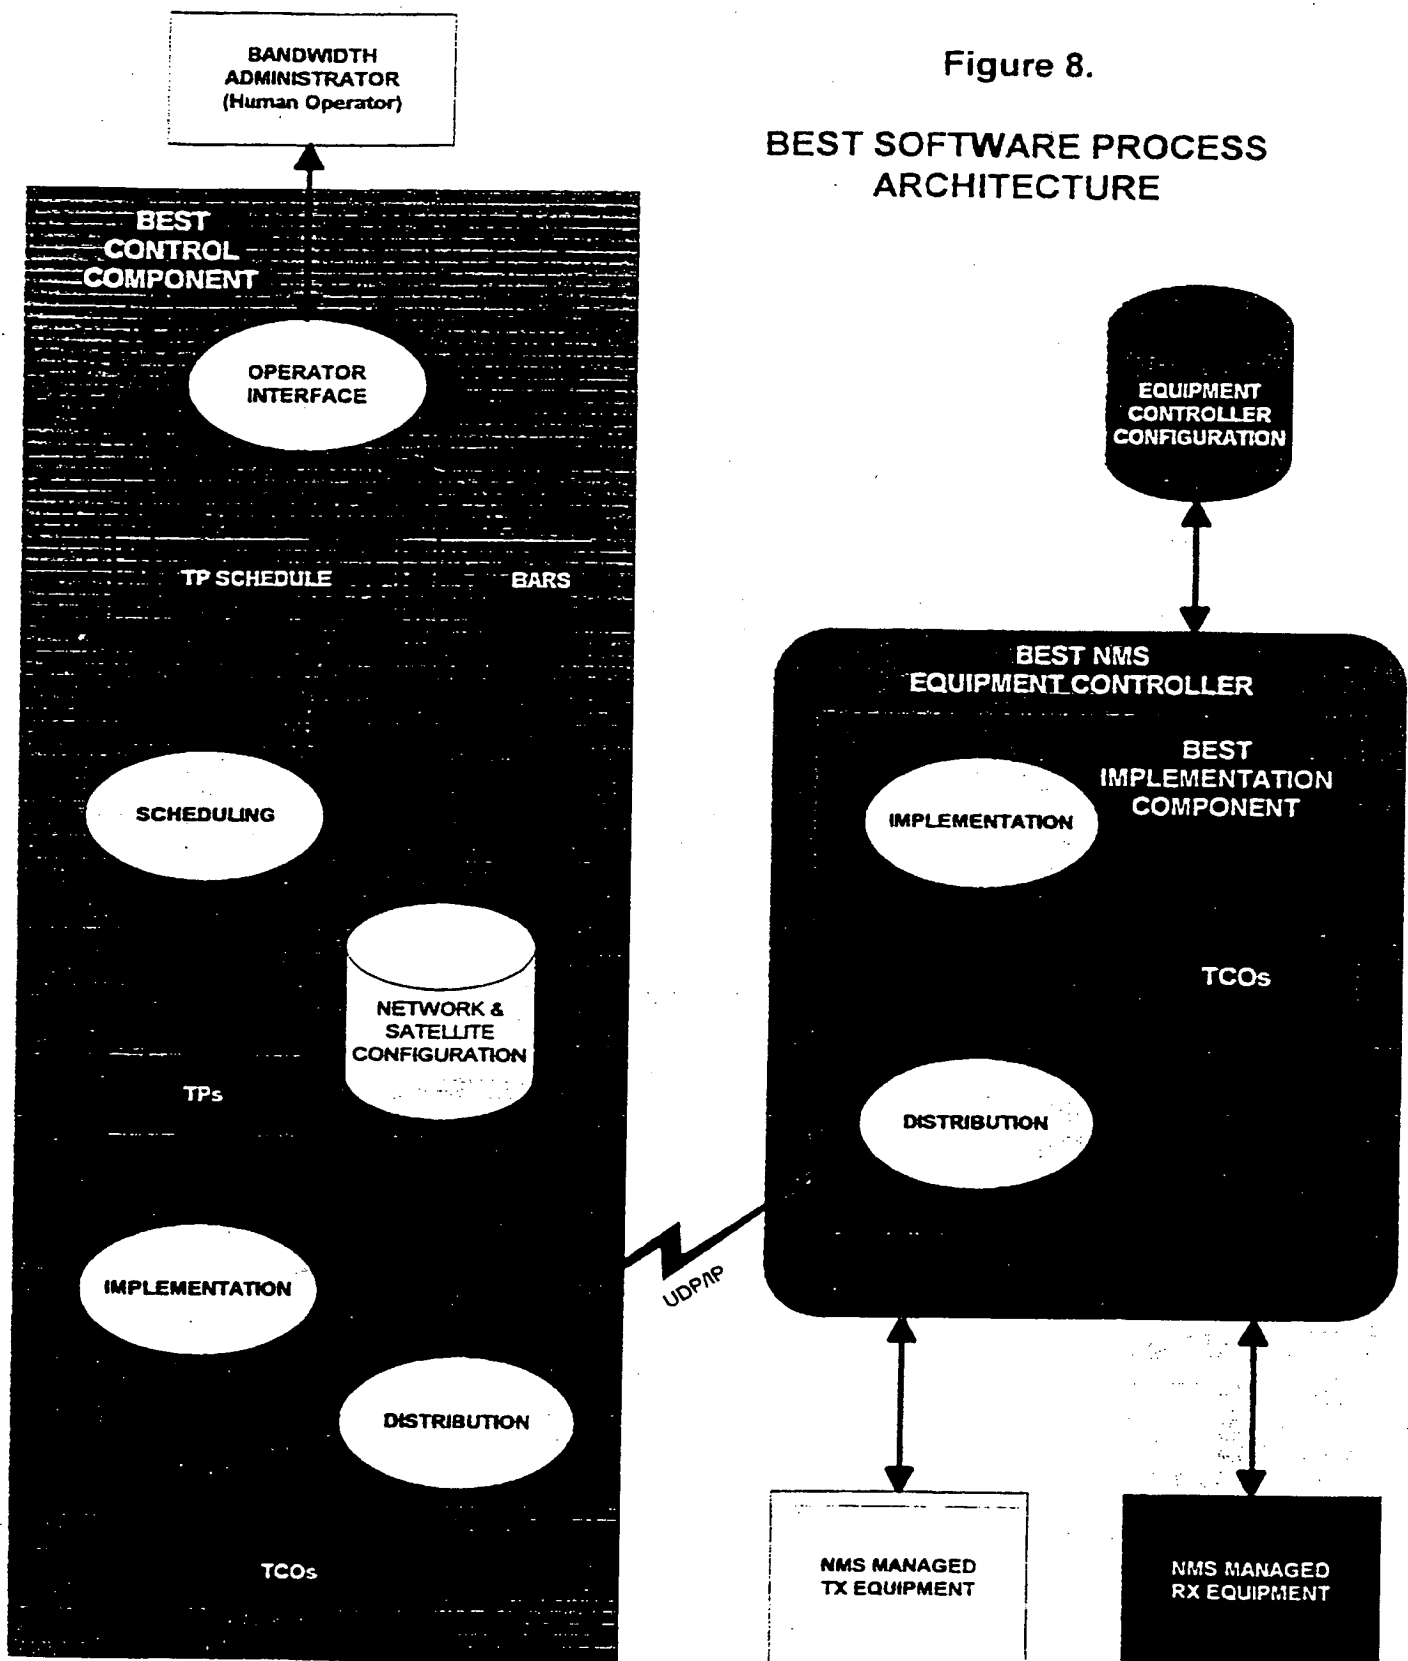 BANDWIDTH
ADMINISTRATOR
(Human Operator)
Figure 8.
BEST SOFTWARE PROCESS
ARCHITECTURE
BEST
CONTROL
COMPONENT
OPERATOR
INTERFACE
EQUIPMENT
CONTROLLER
CONFIGURATION
TP SCHEDULE
BARS
BEST NMS
EQUIPMENT CONTROLLER
BEST
IMPLEMENTATION
COMPONENT
SCHEDULING
IMPLEMENTATION
TCOs
NETWORK &
SATELLITE
CONFIGURATION
TPs
DISTRIBUTION
IMPLEMENTATION
UDP/IP
DISTRIBUTION
TCOs
NMS MANAGED
TX EQUIPMENT
NMS MANAGED
RX EQUIPMENT